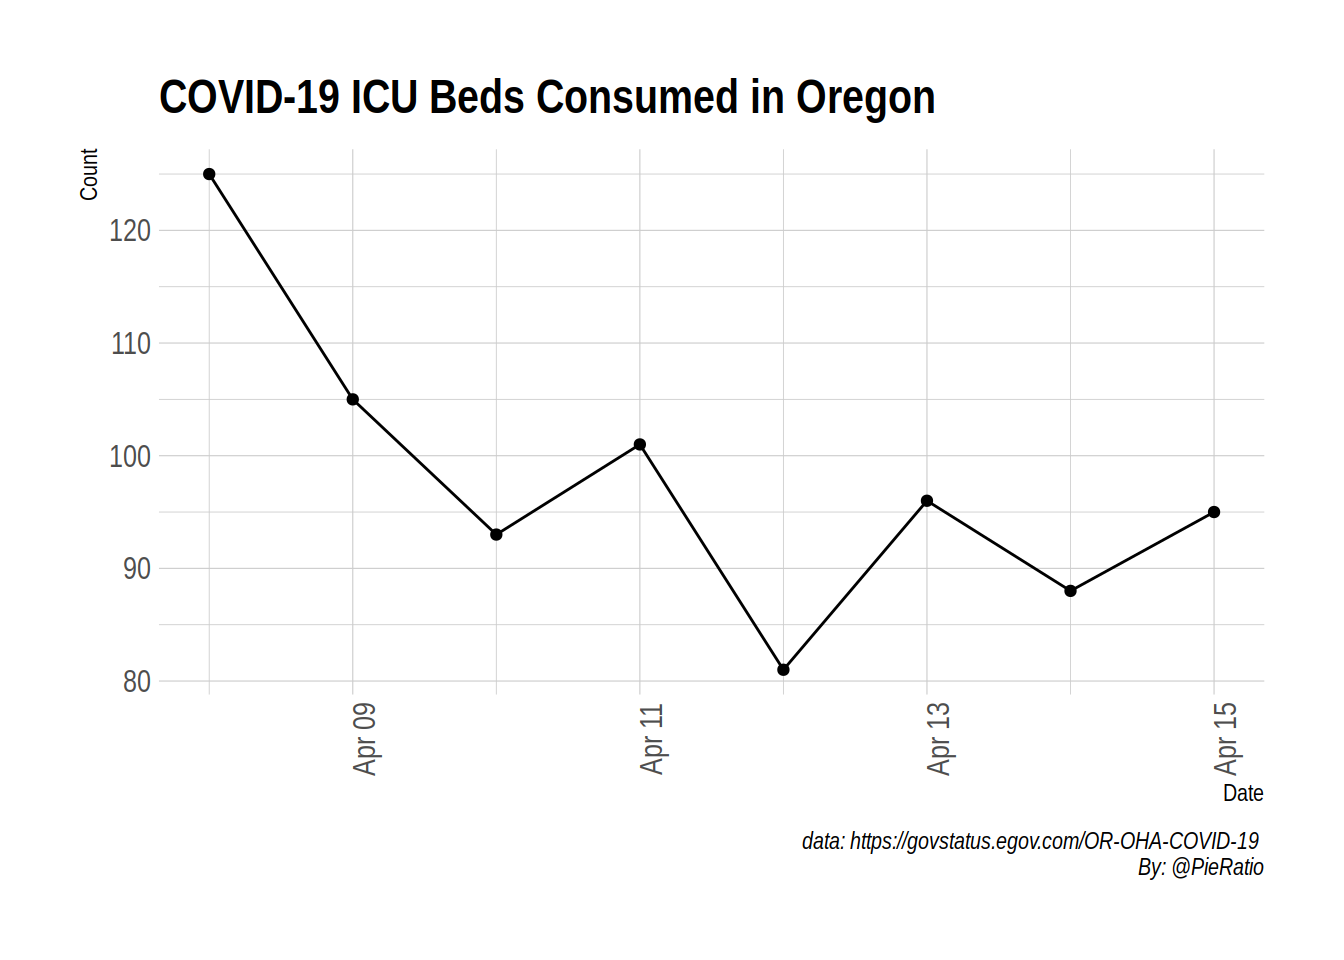 COVID-19 ICU Beds Consumed in Oregon
Count
120
110
100
90
80
Apr 09
Apr 11
Apr 13
Apr 15
Date
data: https://govstatus.egov.com/OR-OHA-COVID-19
By: @PieRatio